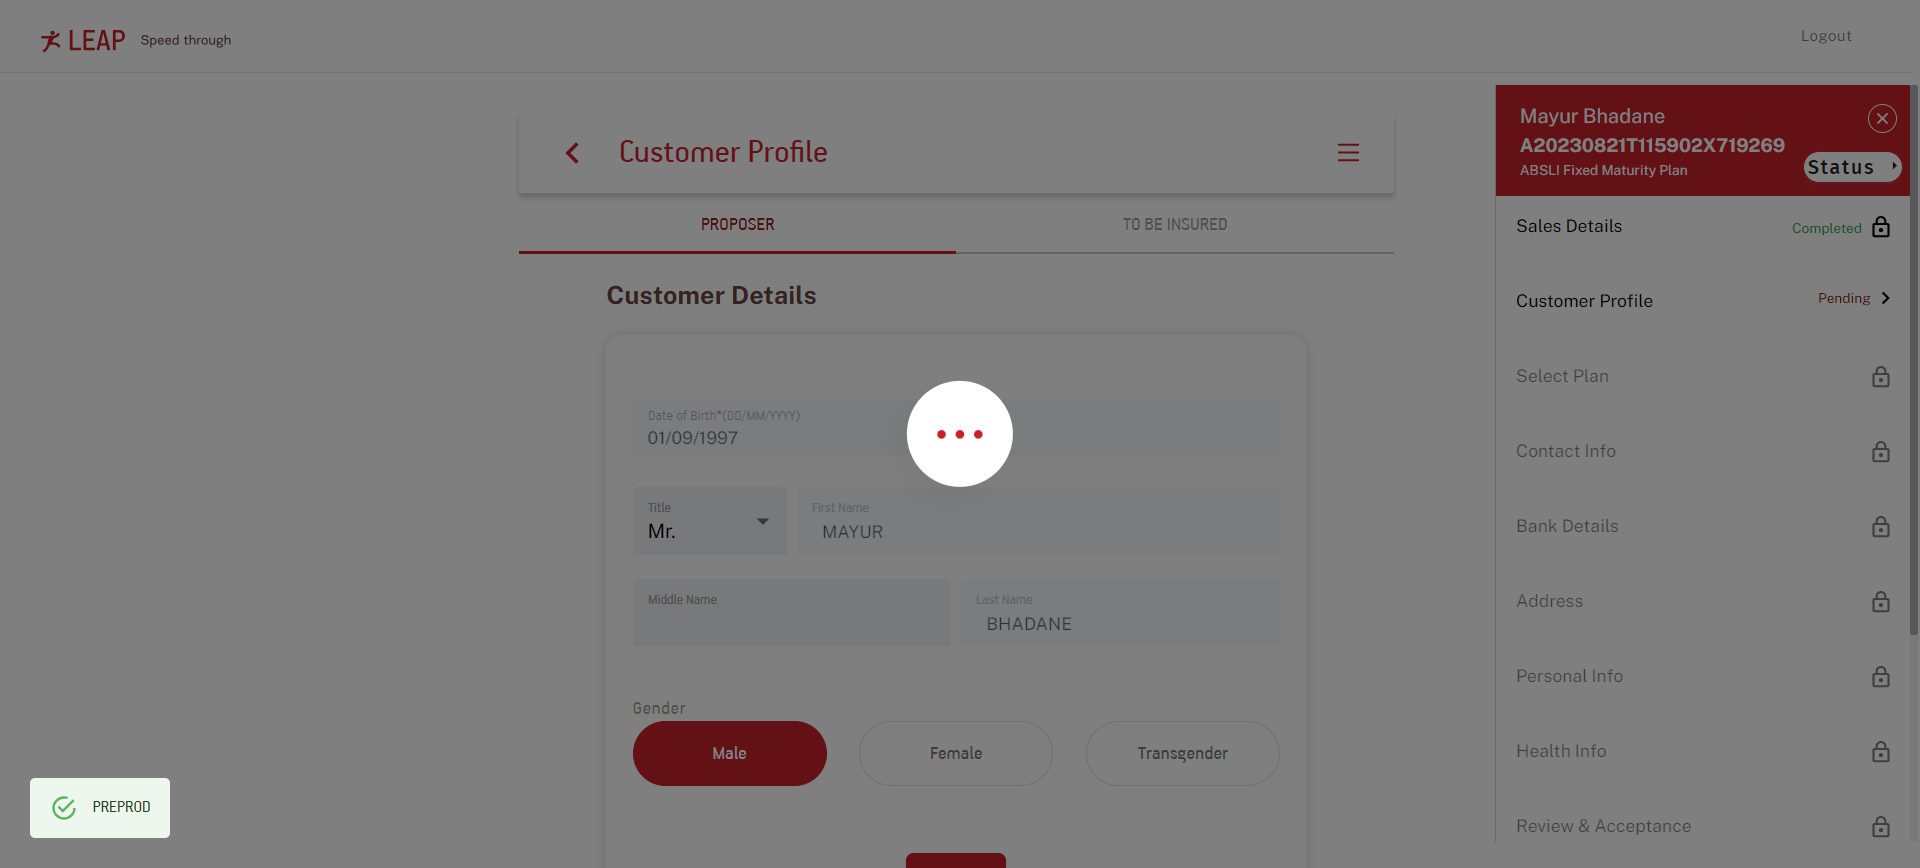 LEAP Speed through
Logout
Customer Profile
PROPOSER
TO BE INSURED
Customer Details
Date of Birth*(DD/MM/YYYY)
01/09/1997
Title
Mr.
First Name
MAYUR
Middle Name
Last Name
BHADANE
Gender
Male
Female
Transgender
PREPROD
Mayur Bhadane
A20230821T115902X719269
ABSLI Fixed Maturity Plan
Status
Sales Details
Completed
Customer Profile
Pending
Select Plan
Contact Info
Bank Details
Address
Personal Info
Health Info
Review & Acceptance